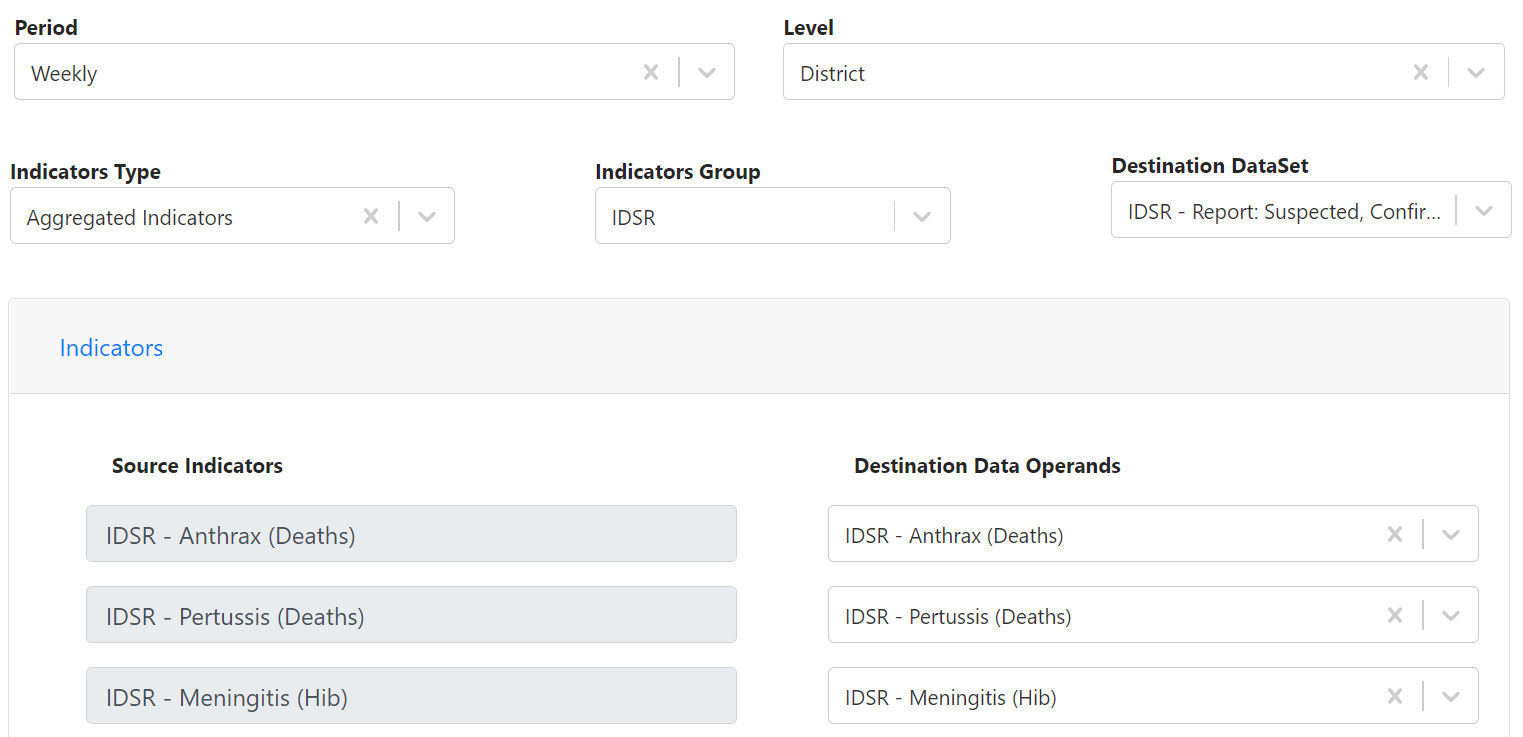 Period
Level
Weekly
District
Indicators Type
Indicators Group
Destination DataSet
Aggregated Indicators
IDSR
IDSR - Report: Suspected, Confir...
Indicators
Source Indicators
Destination Data Operands
IDSR - Anthrax (Deaths)
IDSR - Anthrax (Deaths)
IDSR - Pertussis (Deaths)
IDSR - Pertussis (Deaths)
IDSR - Meningitis (Hib)
IDSR - Meningitis (Hib)